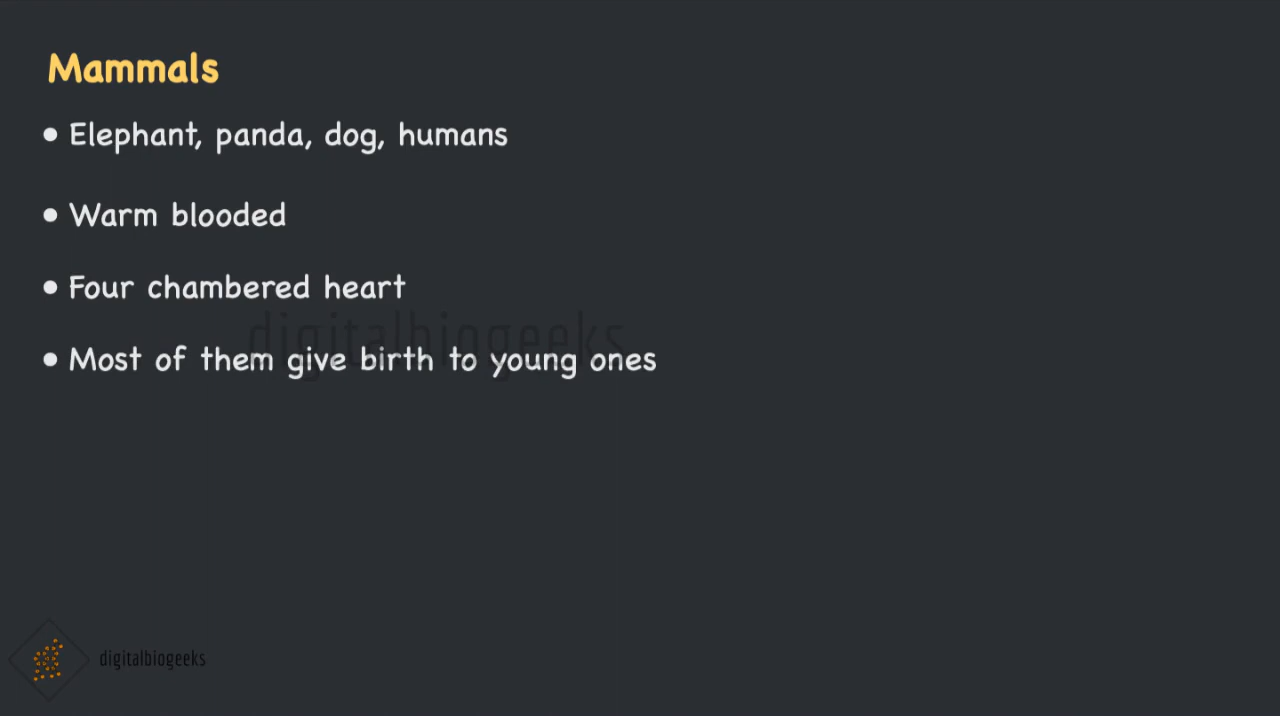 Mammals
• Elephant, panda, dog, humans
• Warm blooded
• Four chambered heart
digitalbiogeeks
• Most of them give birth to young ones
digitalbiogeeks